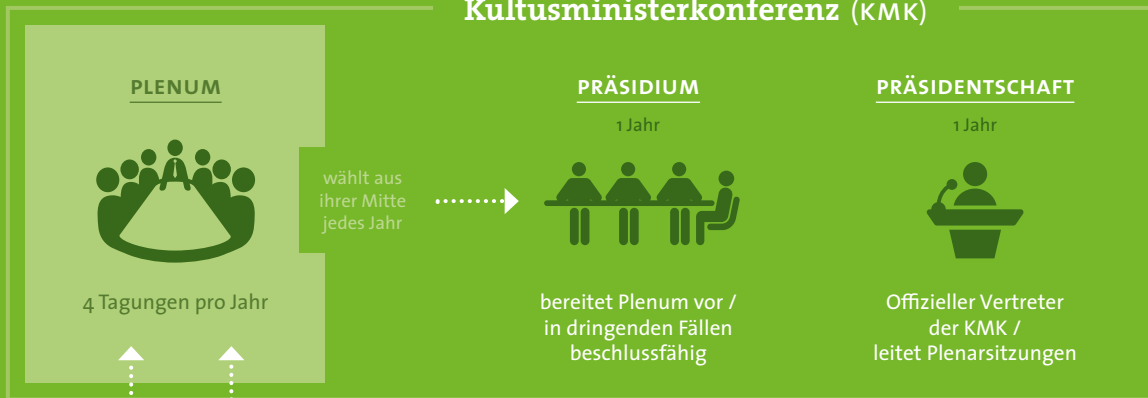 Kultusministerkonferenz (KMK)
PLENUM
4 Tagungen pro Jahr
wählt aus
ihrer Mitte
jedes Jahr
PRÄSIDIUM
1 Jahr
bereitet Plenum vor /
in dringenden Fällen
beschlussfähig
PRÄSIDENTSCHAFT
1 Jahr
Offizieller Vertreter
der KMK /
leitet Plenarsitzungen